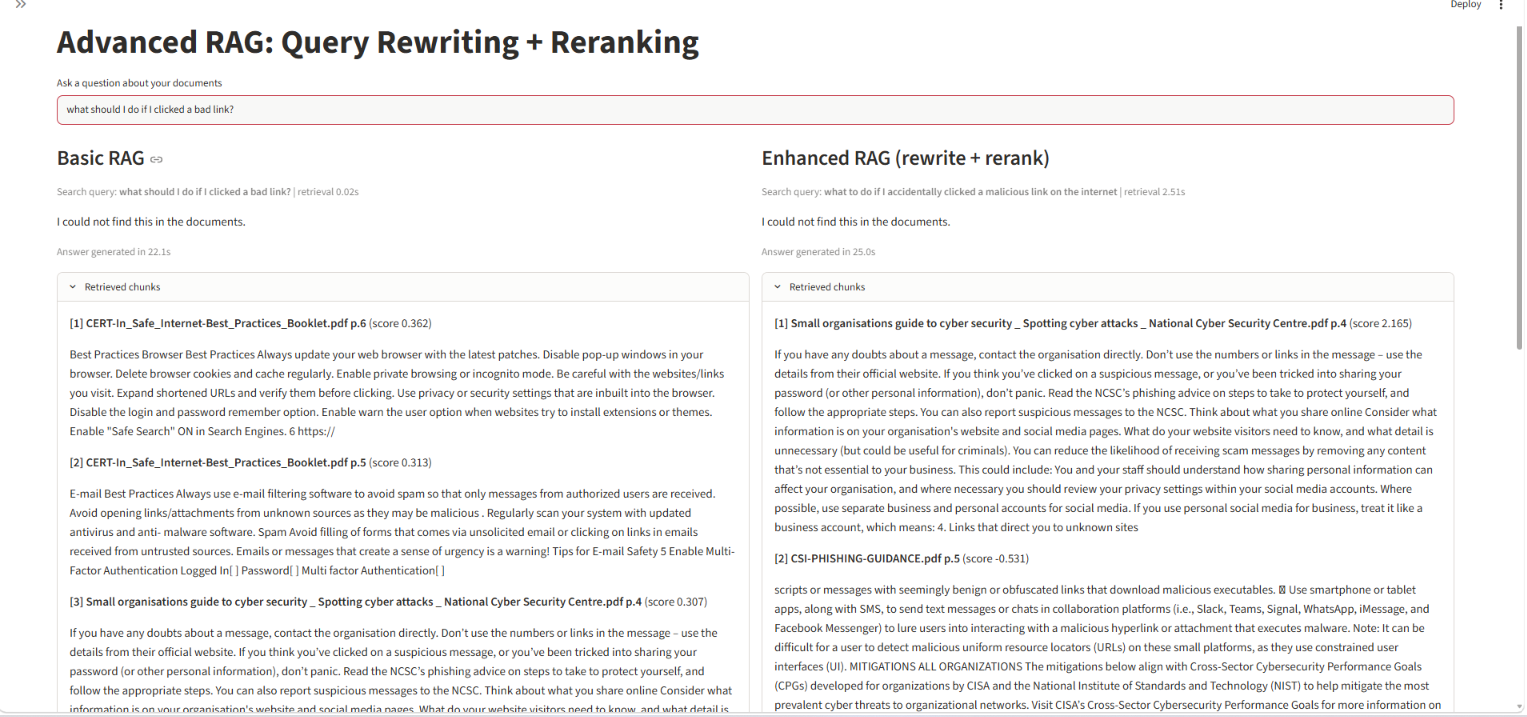 Deploy
Advanced RAG: Query Rewriting + Reranking
Ask a question about your documents
what should I do if I clicked a bad link?
Basic RAG
Search query: what should I do if I clicked a bad link? | retrieval 0.02s
I could not find this in the documents.
Answer generated in 22.1s
Retrieved chunks
[1] CERT-In_Safe_Internet-Best_Practices_Booklet.pdf p.6 (score 0.362)
Best Practices Browser Best Practices Always update your web browser with the latest patches. Disable pop-up windows in your
browser. Delete browser cookies and cache regularly. Enable private browsing or incognito mode. Be careful with the websites/links
you visit. Expand shortened URLs and verify them before clicking. Use privacy or security settings that are inbuilt into the browser.
Disable the login and password remember option. Enable warn the user option when websites try to install extensions or themes.
Enable "Safe Search" ON in Search Engines. 6 https://
[2] CERT-In_Safe_Internet-Best_Practices_Booklet.pdf p.5 (score 0.313)
E-mail Best Practices Always use e-mail filtering software to avoid spam so that only messages from authorized users are received.
Avoid opening links/attachments from unknown sources as they may be malicious . Regularly scan your system with updated
antivirus and anti- malware software. Spam Avoid filling of forms that comes via unsolicited email or clicking on links in emails
received from untrusted sources. Emails or messages that create a sense of urgency is a warning! Tips for E-mail Safety 5 Enable Multi-
Factor Authentication Logged In[ ] Password[ ] Multi factor Authentication[ ]
[3] Small organisations guide to cyber security _ Spotting cyber attacks _ National Cyber Security Centre.pdf p.4 (score 0.307)
If you have any doubts about a message, contact the organisation directly. Don’t use the numbers or links in the message – use the
details from their official website. If you think you’ve clicked on a suspicious message, or you’ve been tricked into sharing your
password (or other personal information), don’t panic. Read the NCSC’s phishing advice on steps to take to protect yourself, and
follow the appropriate steps. You can also report suspicious messages to the NCSC. Think about what you share online Consider what
information is on your organisation's website and social media pages. What do your website visitors need to know, and what detail is
Enhanced RAG (rewrite + rerank)
Search query: what to do if I accidentally clicked a malicious link on the internet | retrieval 2.51s
I could not find this in the documents.
Answer generated in 25.0s
Retrieved chunks
[1] Small organisations guide to cyber security _ Spotting cyber attacks _ National Cyber Security Centre.pdf p.4 (score 2.165)
If you have any doubts about a message, contact the organisation directly. Don’t use the numbers or links in the message – use the
details from their official website. If you think you’ve clicked on a suspicious message, or you’ve been tricked into sharing your
password (or other personal information), don’t panic. Read the NCSC’s phishing advice on steps to take to protect yourself, and
follow the appropriate steps. You can also report suspicious messages to the NCSC. Think about what you share online Consider what
information is on your organisation's website and social media pages. What do your website visitors need to know, and what detail is
unnecessary (but could be useful for criminals). You can reduce the likelihood of receiving scam messages by removing any content
that’s not essential to your business. This could include: You and your staff should understand how sharing personal information can
affect your organisation, and where necessary you should review your privacy settings within your social media accounts. Where
possible, use separate business and personal accounts for social media. If you use personal social media for business, treat it like a
business account, which means: 4. Links that direct you to unknown sites
[2] CSI-PHISHING-GUIDANCE.pdf p.5 (score -0.531)
scripts or messages with seemingly benign or obfuscated links that download malicious executables. Use smartphone or tablet
apps, along with SMS, to send text messages or chats in collaboration platforms (i.e., Slack, Teams, Signal, WhatsApp, iMessage, and
Facebook Messenger) to lure users into interacting with a malicious hyperlink or attachment that executes malware. Note: It can be
difficult for a user to detect malicious uniform resource locators (URLs) on these small platforms, as they use constrained user
interfaces (UI). MITIGATIONS ALL ORGANIZATIONS The mitigations below align with Cross-Sector Cybersecurity Performance Goals
(CPGs) developed for organizations by CISA and the National Institute of Standards and Technology (NIST) to help mitigate the most
prevalent cyber threats to organizational networks. Visit CISA’s Cross-Sector Cybersecurity Performance Goals for more information on